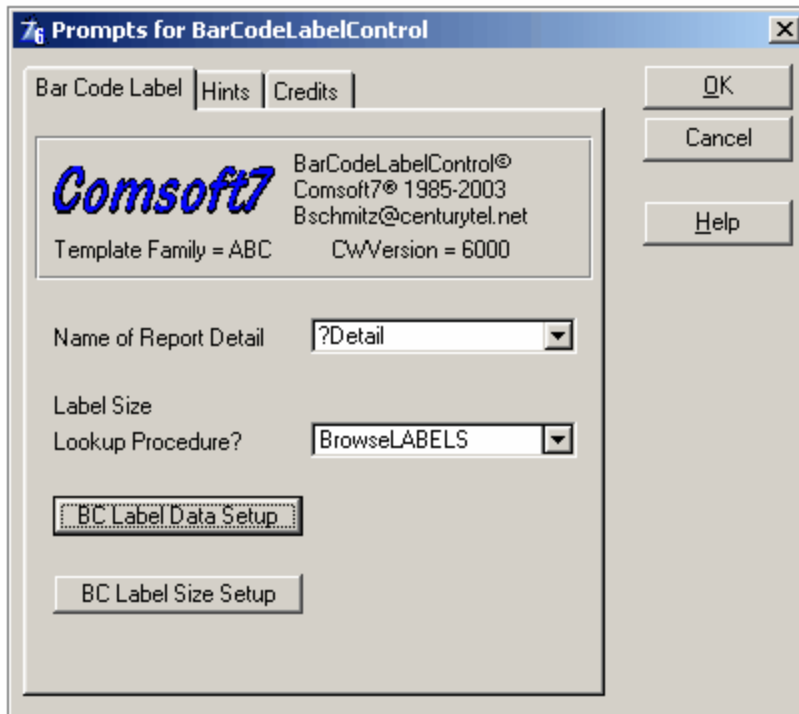 76 Prompts for BarCodeLabelControl
Bar Code Label Hints Credits
OK
Cancel
Help
Comsoft7
BarCodeLabelControl©
Comsoft7® 1985-2003
Bschmitz@centurytel.net
Template Family = ABC CWVersion = 6000
Name of Report Detail ?Detail
Label Size
Lookup Procedure? BrowseLABELS
BC Label Data Setup
BC Label Size Setup